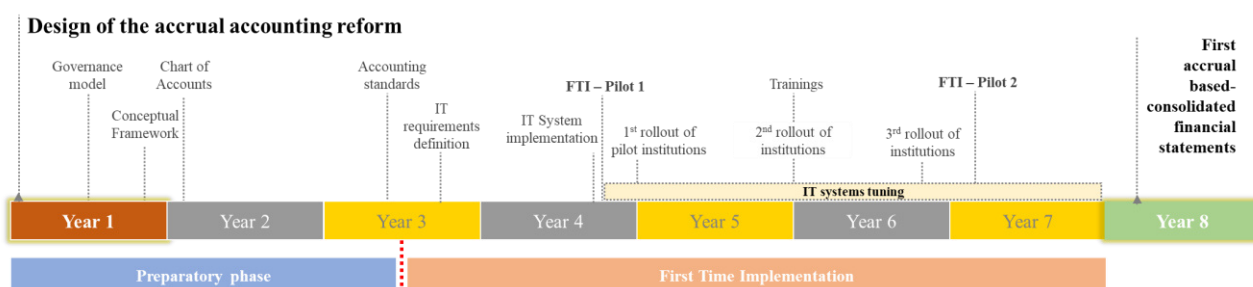 Design of the accrual accounting reform
Governance
model
Conceptual
Framework
Chart of
Accounts
Accounting
standards
IT
requirements
definition
IT System
implementation
FTI – Pilot 1
1st rollout of
pilot institutions
Trainings
2nd rollout of
institutions
3rd rollout of
institutions
FTI – Pilot 2
First
accrual
based-
consolidated
financial
statements
IT systems tuning
Year 1
Year 2
Year 3
Year 4
Year 5
Year 6
Year 7
Year 8
Preparatory phase
First Time Implementation